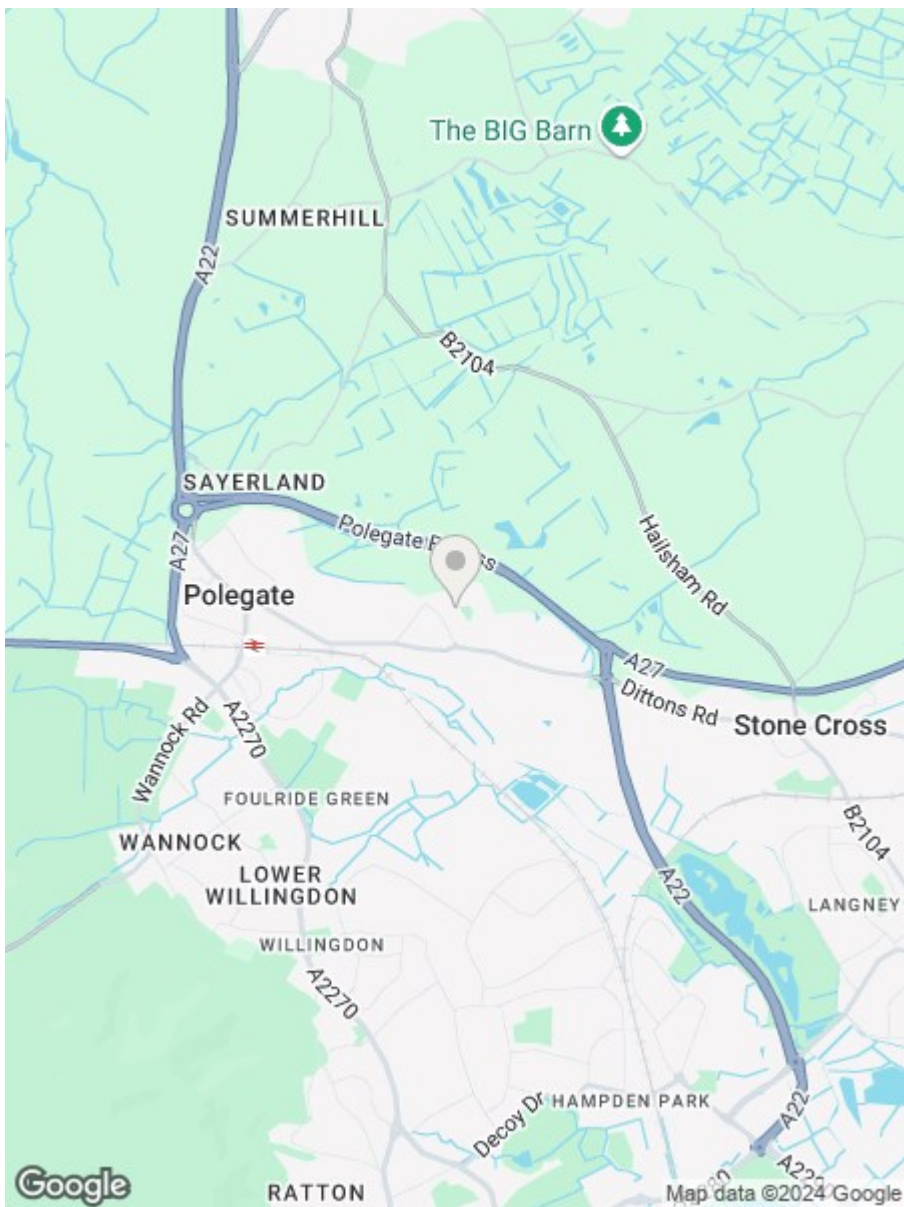 The BIG Barn
SUMMERHILL
A22
B2104
SAYERLAND
Polegate
Hailsham Rd
A27
Polegate
A27
Dittons Rd
Stone Cross
Wannock Rd
A2270
FOULRIDE GREEN
B2104
WANNOCK
LOWER
WILLINGDON
A22
LANGNEY
WILLINGDON
A2270
HAMPDEN PARK
Decoy Dr
A22
RATTON
Google
Map data ©2024 Google